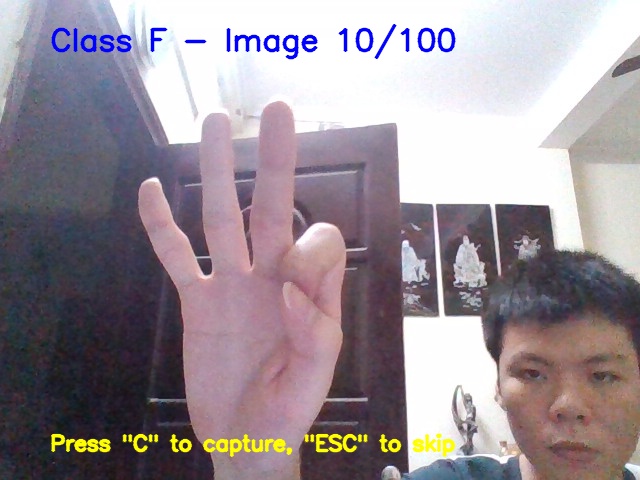 Class F - Image 10/100
Press "C" to capture, "ESC" to skip